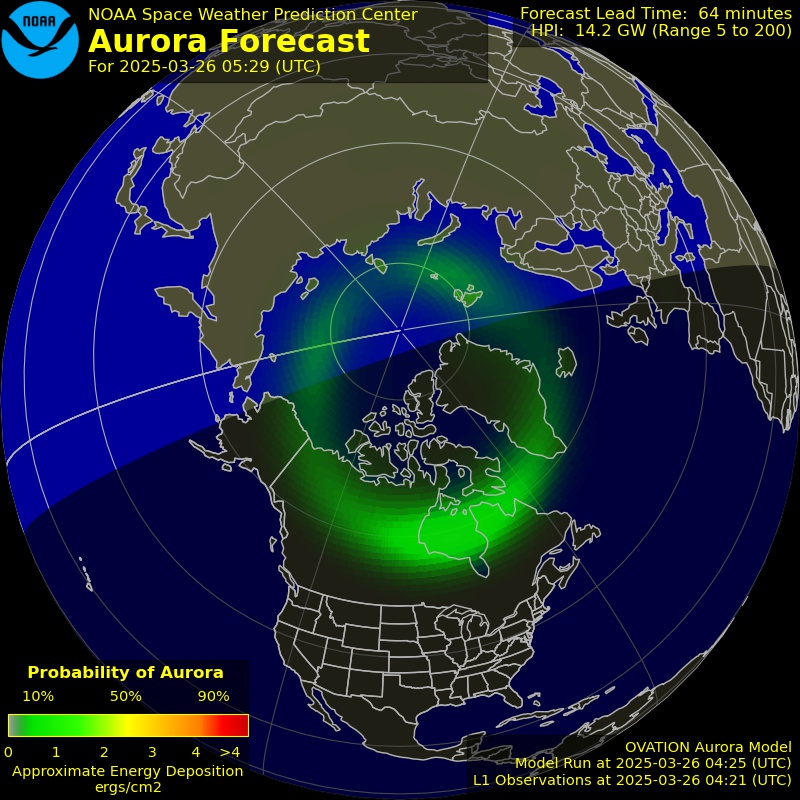 NOAA
NOAA Space Weather Prediction Center
Aurora Forecast
For 2025-03-26 05:29 (UTC)
Forecast Lead Time:  64 minutes
HPI:  14.2 GW (Range 5 to 200)
Probability of Aurora
10% 50% 90%
0 1 2 3 4 >4
Approximate Energy Deposition
ergs/cm2
OVATION Aurora Model
Model Run at 2025-03-26 04:25 (UTC)
L1 Observations at 2025-03-26 04:21 (UTC)